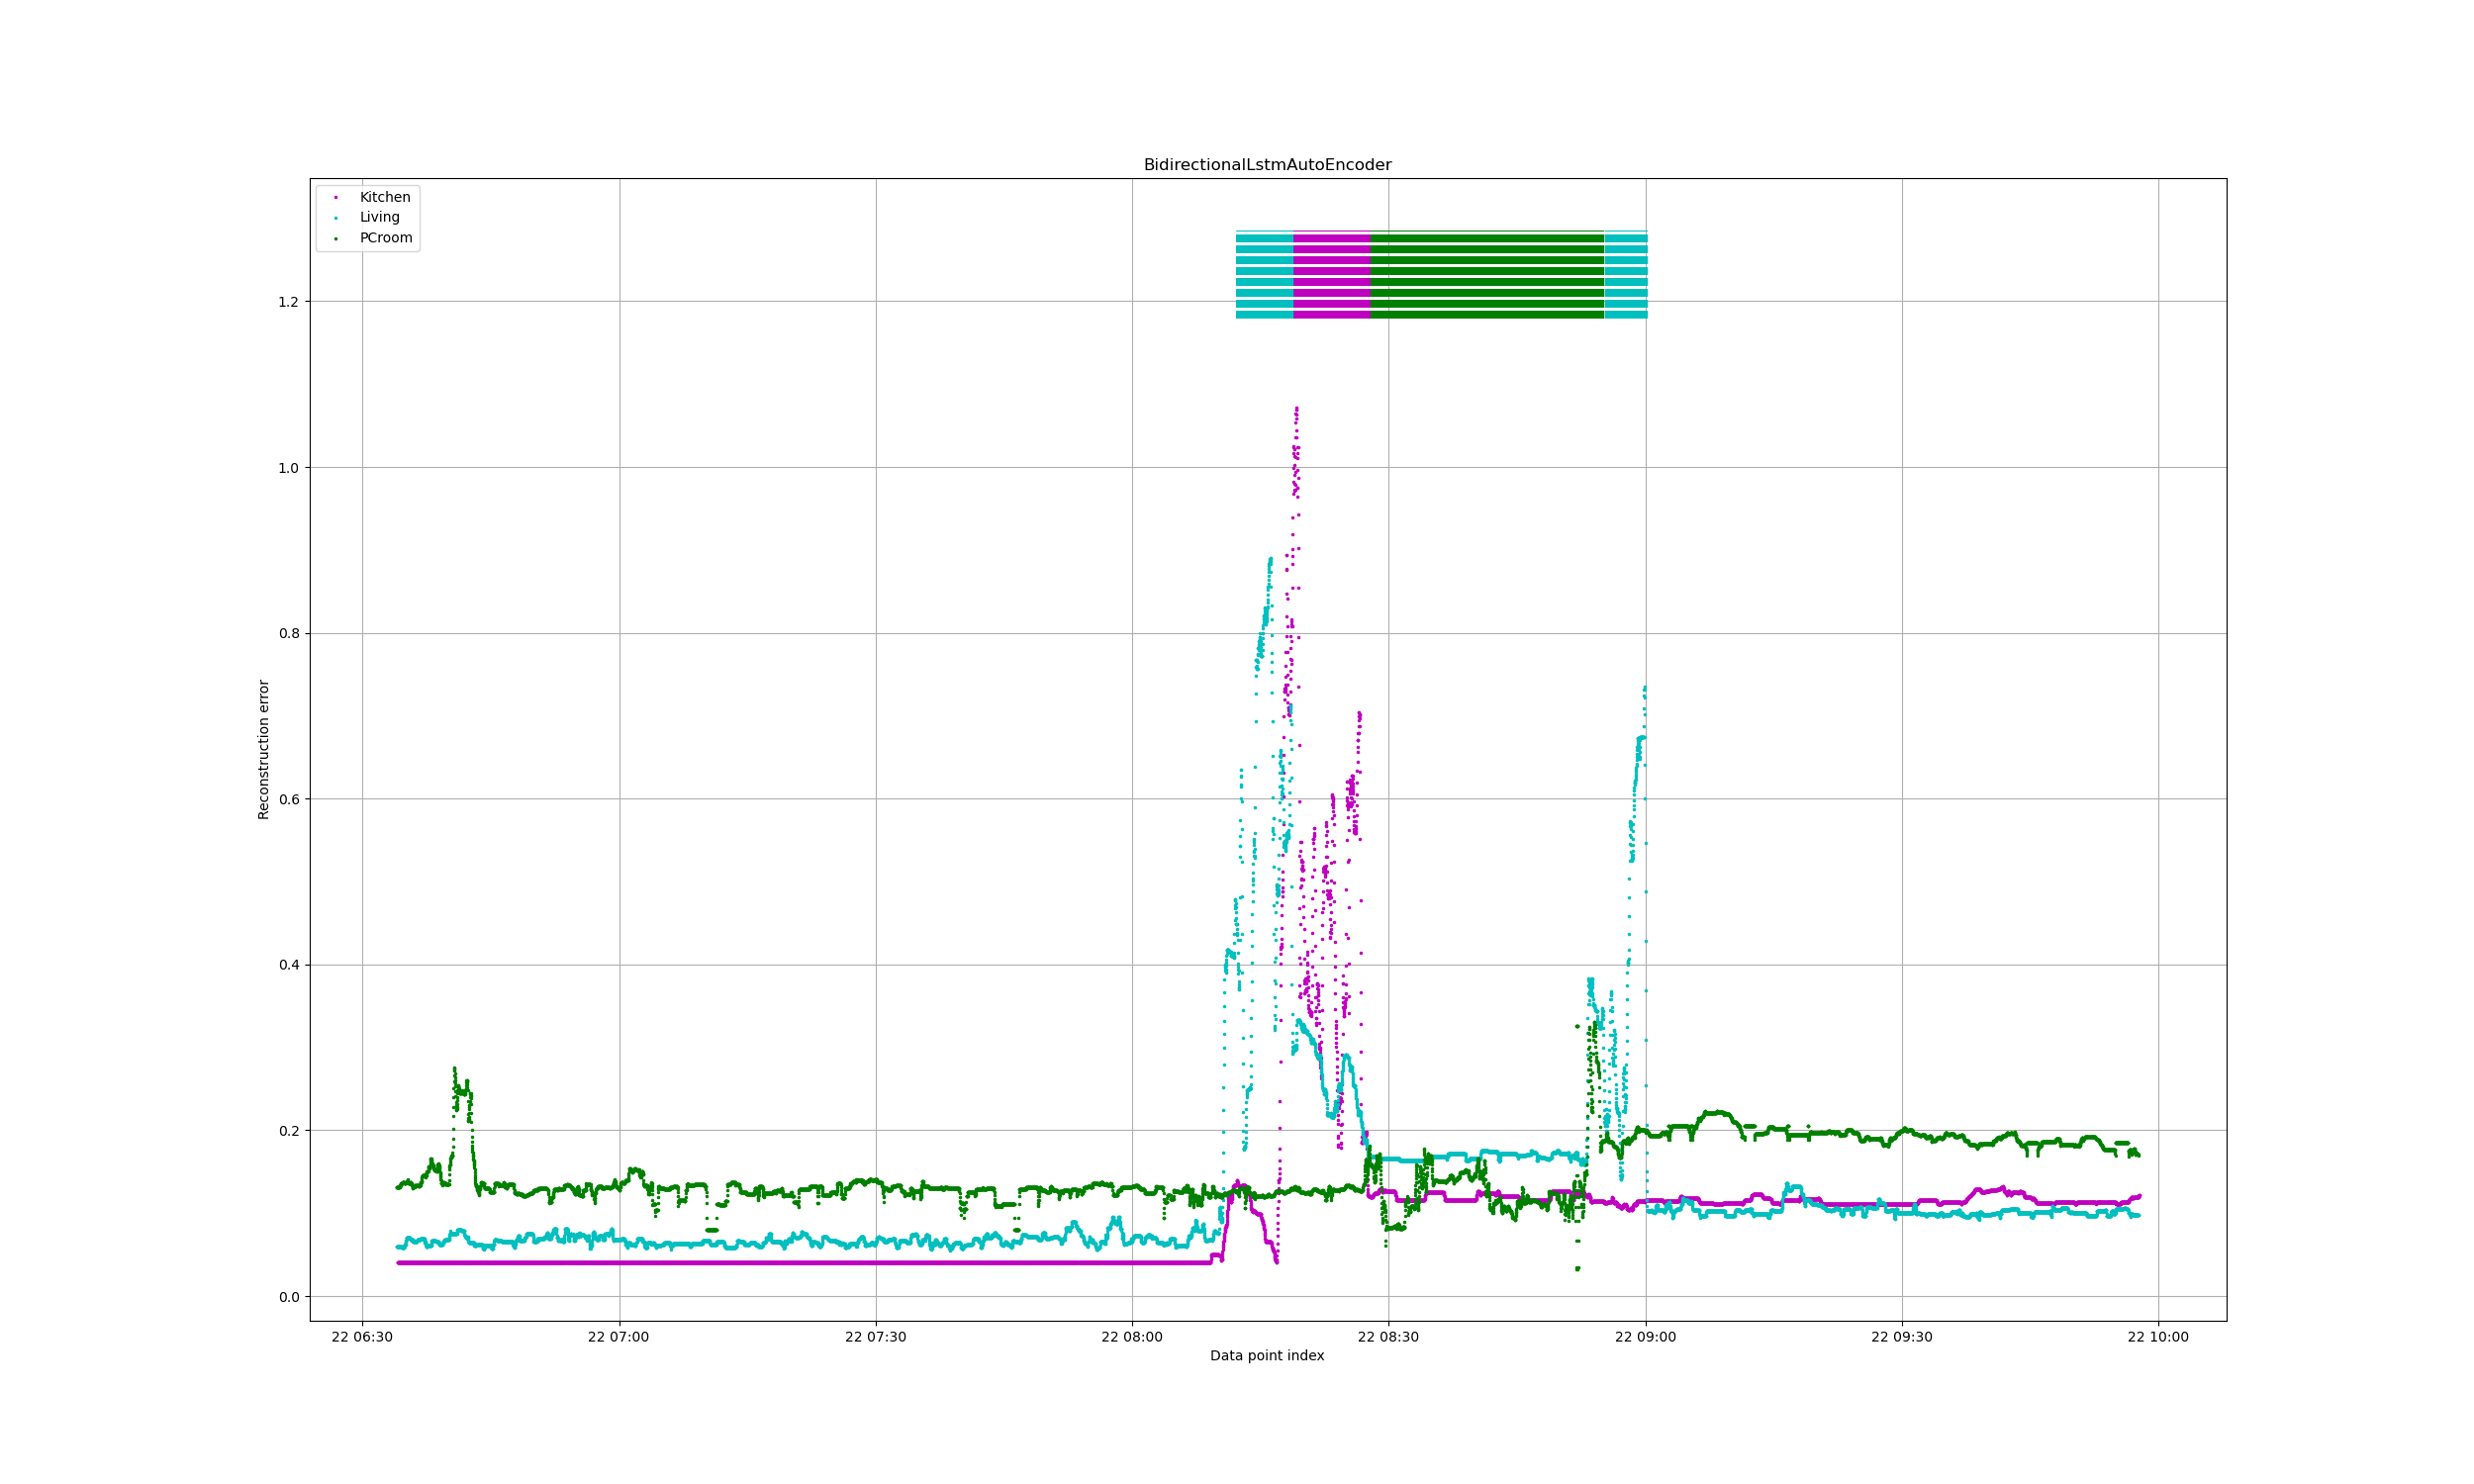 BidirectionalLstmAutoEncoder
Kitchen
Living
PCroom
1.2
1.0
0.8
0.6
0.4
0.2
0.0
Reconstruction error
22 06:30
22 07:00
22 07:30
22 08:00
22 08:30
22 09:00
22 09:30
22 10:00
Data point index